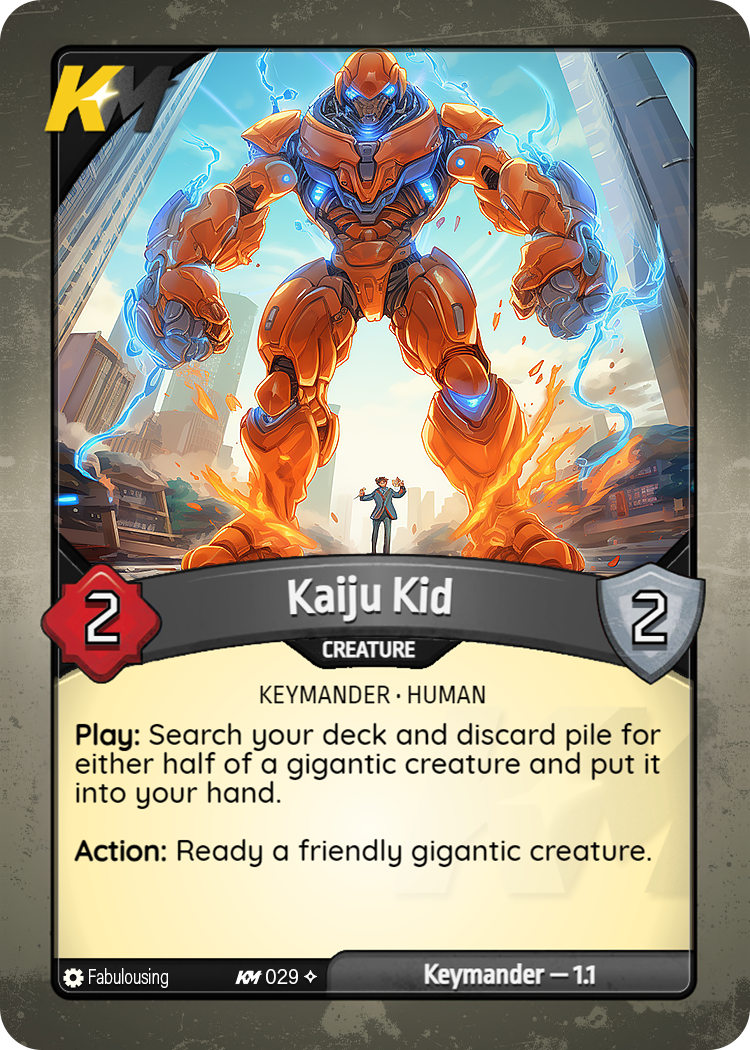 KM
2
Kaiju Kid
2
CREATURE
KEYMANDER • HUMAN
Play: Search your deck and discard pile for
either half of a gigantic creature and put it
into your hand.
Action: Ready a friendly gigantic creature.
Fabulousing
KM 029
Keymander — 1.1